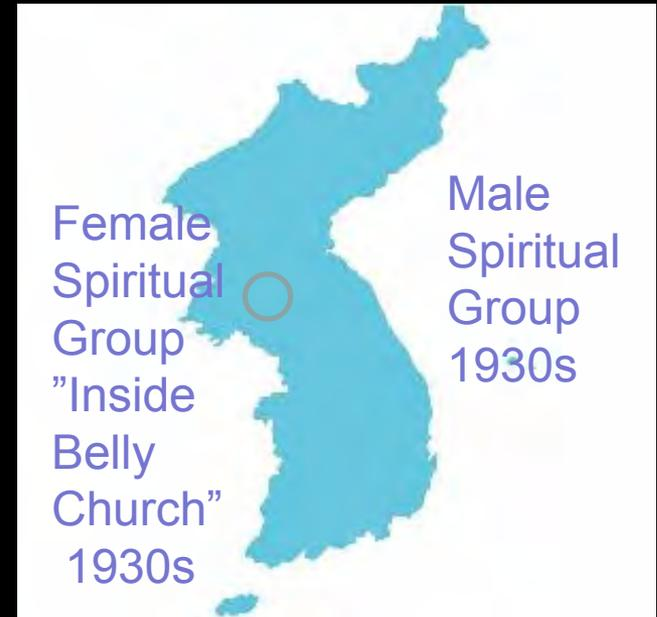 Female
Spiritual
Group
”Inside
Belly
Church”
1930s
Male
Spiritual
Group
1930s